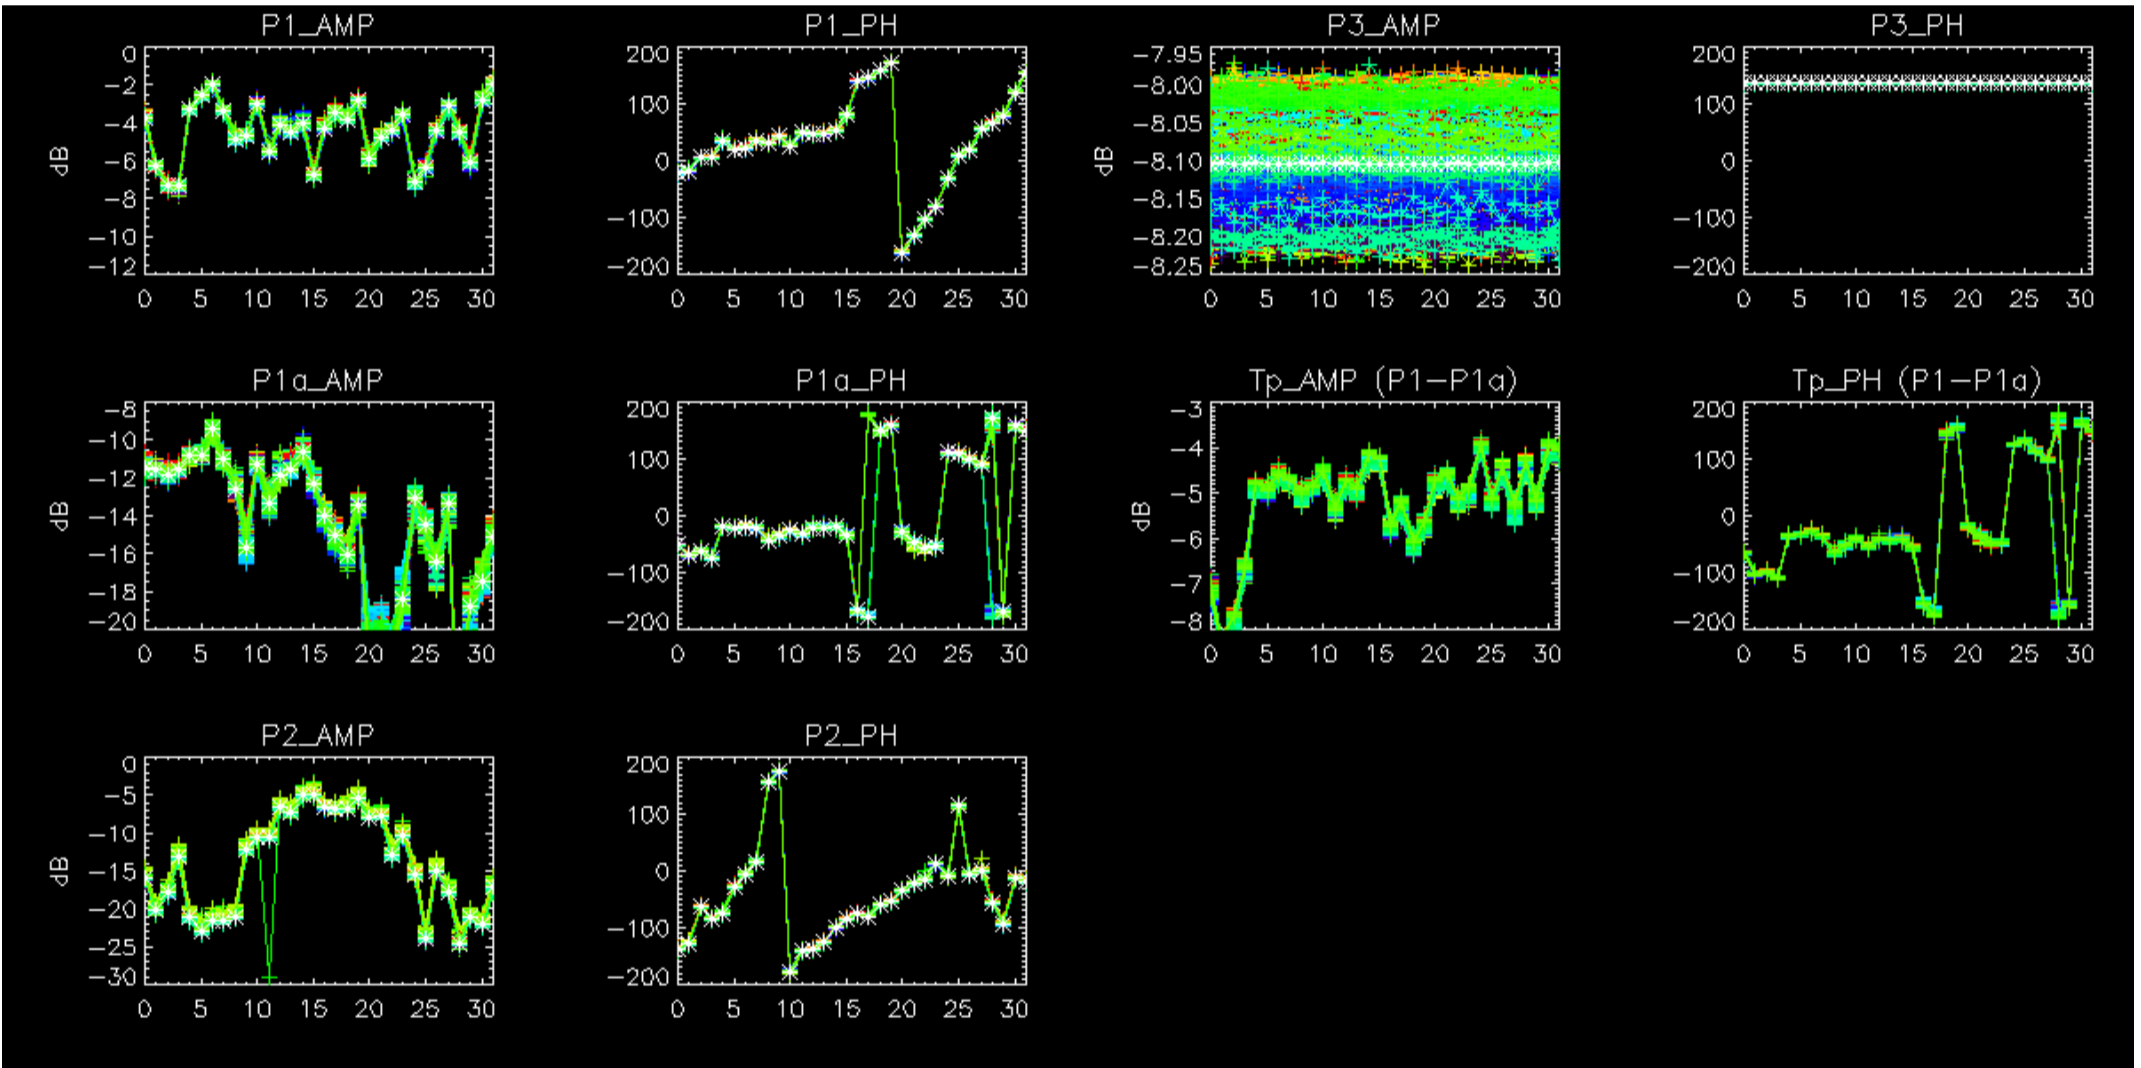 P1_AMP
dB
0
−2
−4
−6
−8
−10
−12
0 5 10 15 20 25 30
P1_PH
200
100
0
−100
−200
0 5 10 15 20 25 30
P3_AMP
dB
−7.95
−8.00
−8.05
−8.10
−8.15
−8.20
−8.25
0 5 10 15 20 25 30
P3_PH
200
100
0
−100
−200
0 5 10 15 20 25 30
P1a_AMP
dB
−8
−10
−12
−14
−16
−18
−20
0 5 10 15 20 25 30
P1a_PH
200
100
0
−100
−200
0 5 10 15 20 25 30
Tp_AMP (P1−P1a)
dB
−3
−4
−5
−6
−7
−8
0 5 10 15 20 25 30
Tp_PH (P1−P1a)
200
100
0
−100
−200
0 5 10 15 20 25 30
P2_AMP
dB
0
−5
−10
−15
−20
−25
−30
0 5 10 15 20 25 30
P2_PH
200
100
0
−100
−200
0 5 10 15 20 25 30